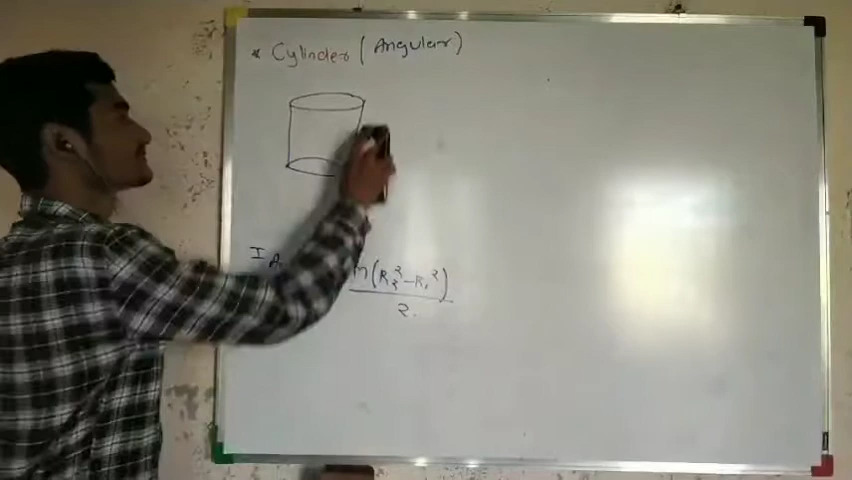 * Cylinder (Angular)
I A
M(R₂²-R₁²)
2.